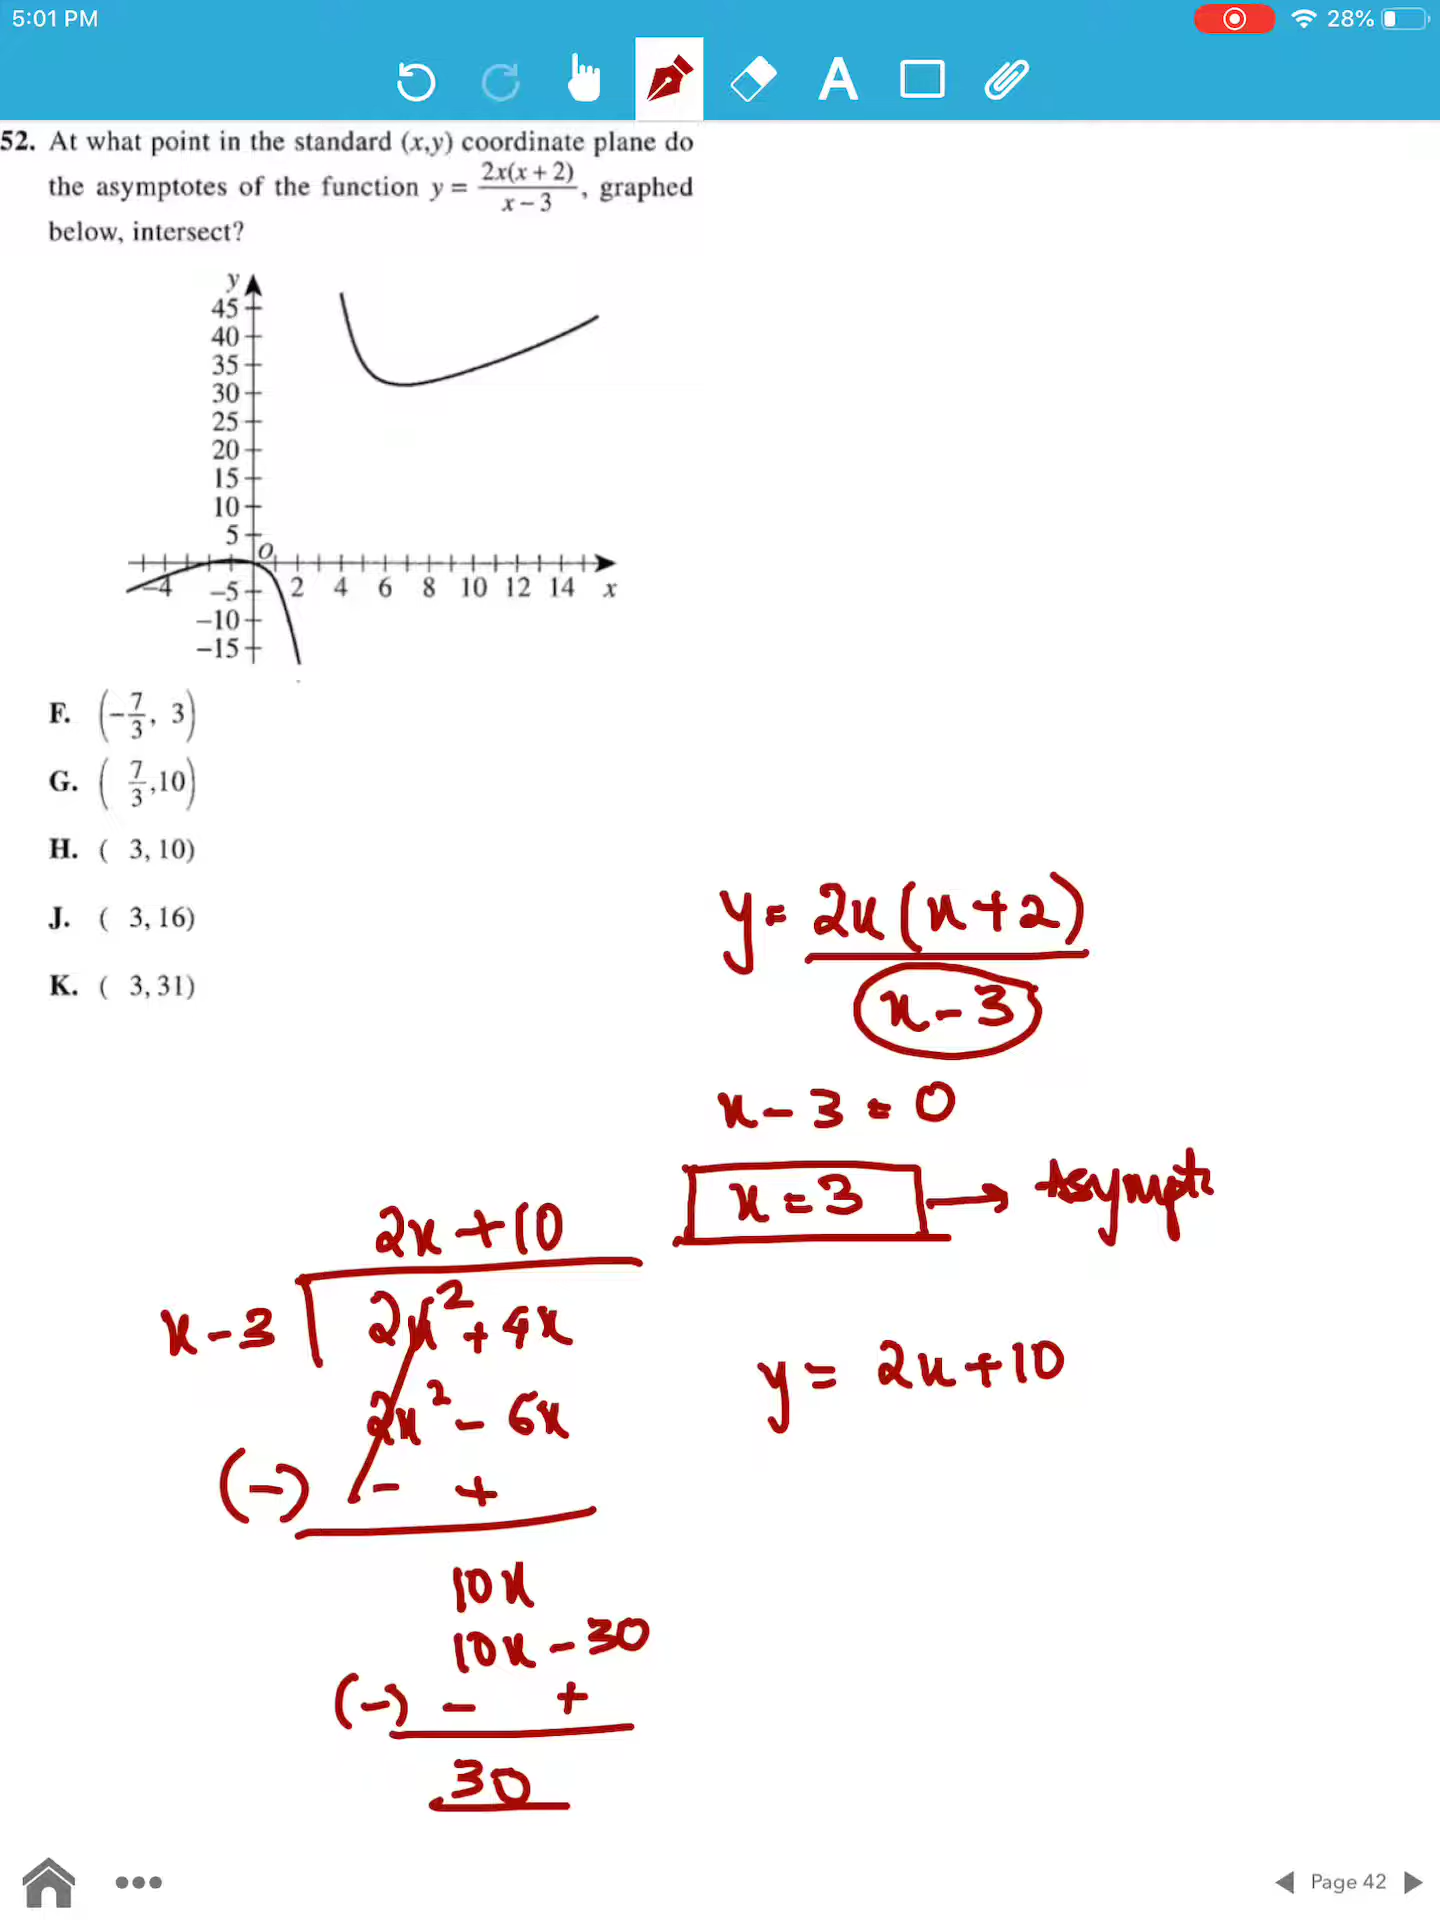 5:01 PM
28%
A
52. At what point in the standard (x,y) coordinate plane do
the asymptotes of the function y = 2x(x + 2) / x − 3, graphed
below, intersect?
y
45
40
35
30
25
20
15
10
5
O
−4 −5 2 4 6 8 10 12 14 x
−10
−15
F. (−7/3, 3)
G. ( 7/3,10)
H. ( 3, 10)
J. ( 3, 16)
K. ( 3, 31)
y = 2x(x+2)
x - 3
x - 3 = 0
x = 3 → Asympt
2x + 10
x - 3 2x² + 4x
y = 2x + 10
2x² - 6x
(-) - +
10x
10x - 30
(-) - +
30
Page 42